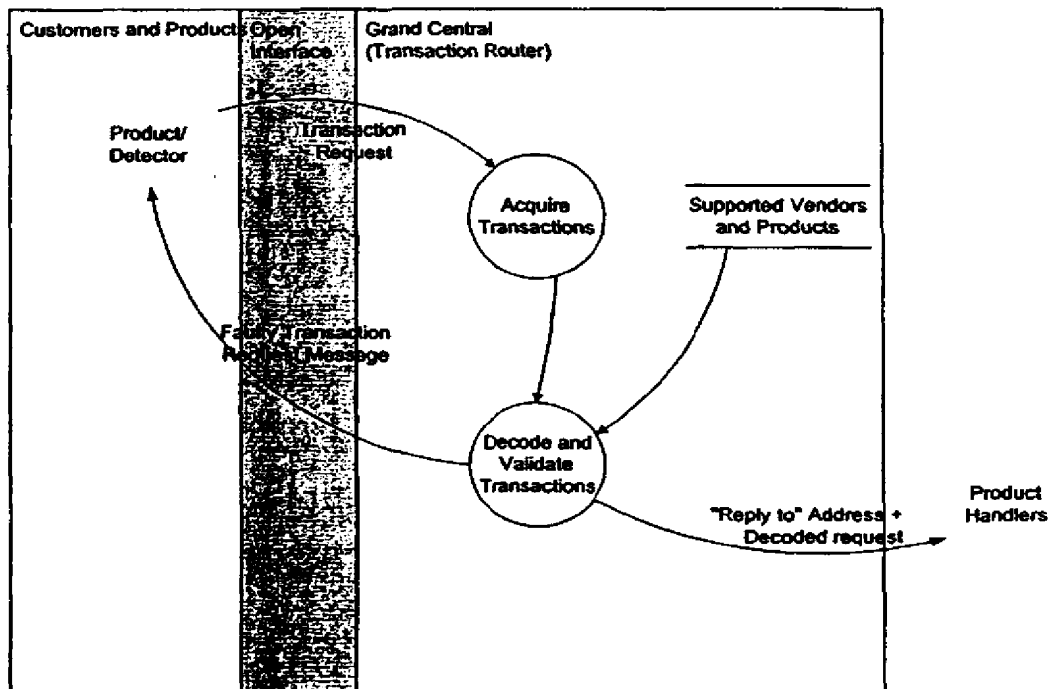 Customers and Products
Open
Interface
Grand Central
(Transaction Router)
Product/
Detector
Transaction
Request
Acquire
Transactions
Supported Vendors
and Products
Faulty Transaction
Request Message
Decode and
Validate
Transactions
"Reply to" Address +
Decoded request
Product
Handlers